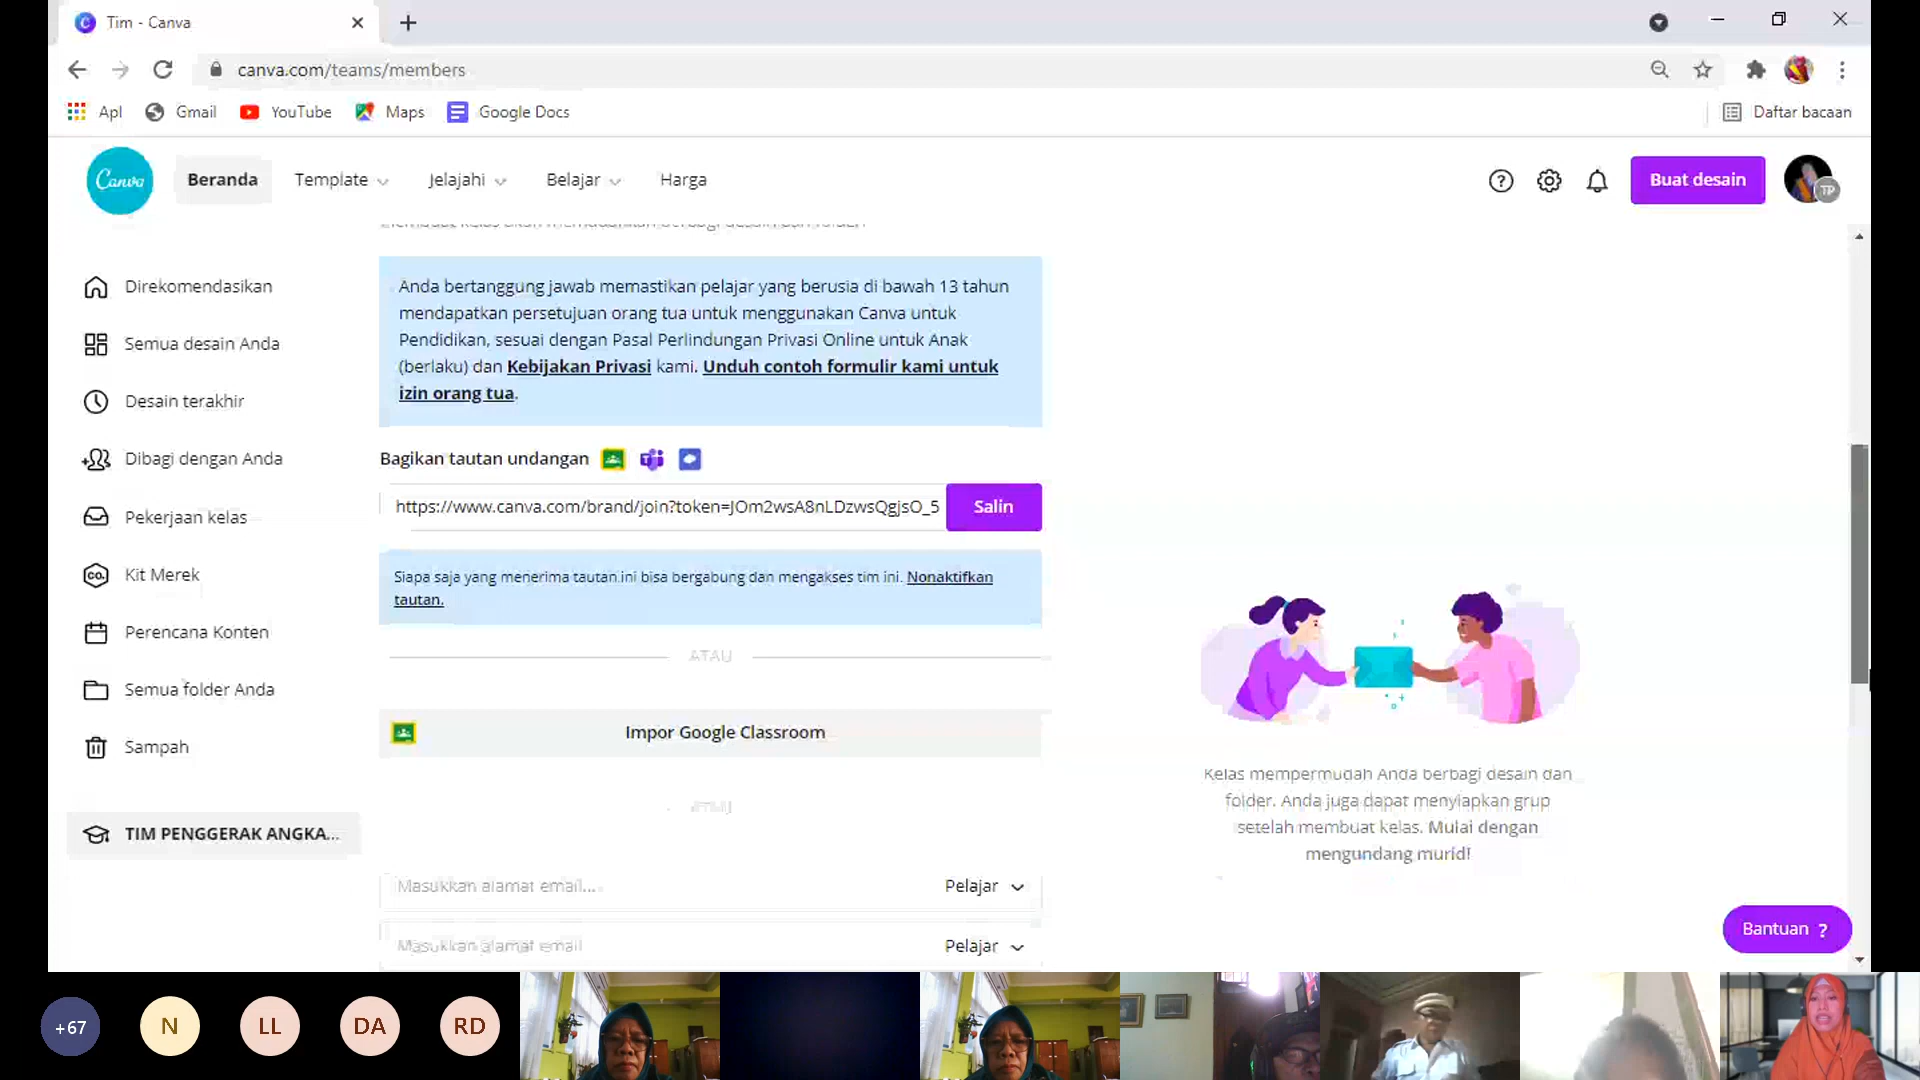 Tim - Canva
canva.com/teams/members
Apl
Gmail
YouTube
Maps
Google Docs
Daftar bacaan
Canva
Beranda
Template
Jelajahi
Belajar
Harga
Buat desain
TP
Direkomendasikan
Semua desain Anda
Desain terakhir
Dibagi dengan Anda
Pekerjaan kelas
CO.
Kit Merek
Perencana Konten
Semua folder Anda
Sampah
TIM PENGGERAK ANGKA...
Anda bertanggung jawab memastikan pelajar yang berusia di bawah 13 tahun
mendapatkan persetujuan orang tua untuk menggunakan Canva untuk
Pendidikan, sesuai dengan Pasal Perlindungan Privasi Online untuk Anak
(berlaku) dan Kebijakan Privasi kami. Unduh contoh formulir kami untuk
izin orang tua.
Bagikan tautan undangan
https://www.canva.com/brand/join?token=JOm2wsA8nLDzwsQgjsO_5
Salin
Siapa saja yang menerima tautan ini bisa bergabung dan mengakses tim ini. Nonaktifkan
tautan.
ATAU
Impor Google Classroom
Masukkan alamat email...
Pelajar
Masukkan alamat email
Pelajar
Kelas mempermudah Anda berbagi desain dan
folder. Anda juga dapat menyiapkan grup
setelah membuat kelas. Mulai dengan
mengundang murid!
Bantuan ?
+67
N
LL
DA
RD